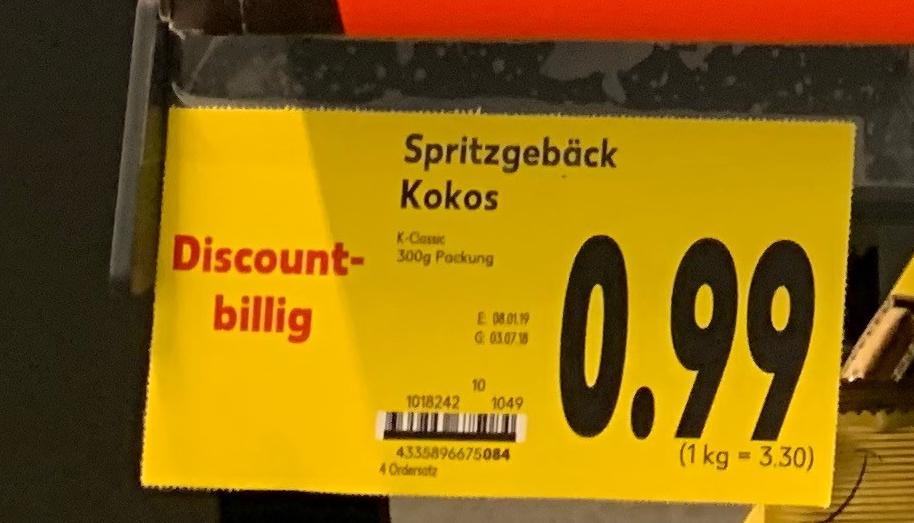 Spritzgebäck
Kokos
Discount-
billig
K-Classic
300g Packung
0.99
E: 08.01.19
G: 03.07.18
10
1018242 1049
4335896675084
4 Ordersatz
(1 kg = 3,30)